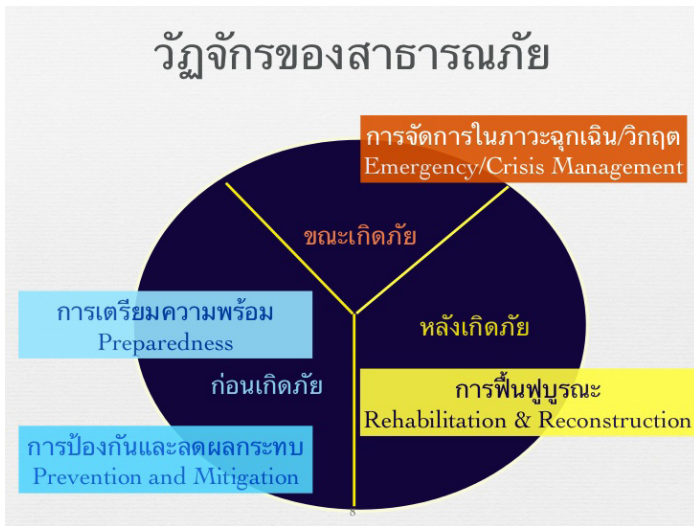 วัฏจักรของสาธารณภัย
การจัดการในภาวะฉุกเฉิน/วิกฤต
Emergency/Crisis Management
ขณะเกิดภัย
การเตรียมความพร้อม
Preparedness
หลังเกิดภัย
ก่อนเกิดภัย
การฟื้นฟูบูรณะ
Rehabilitation & Reconstruction
การป้องกันและลดผลกระทบ
Prevention and Mitigation
8